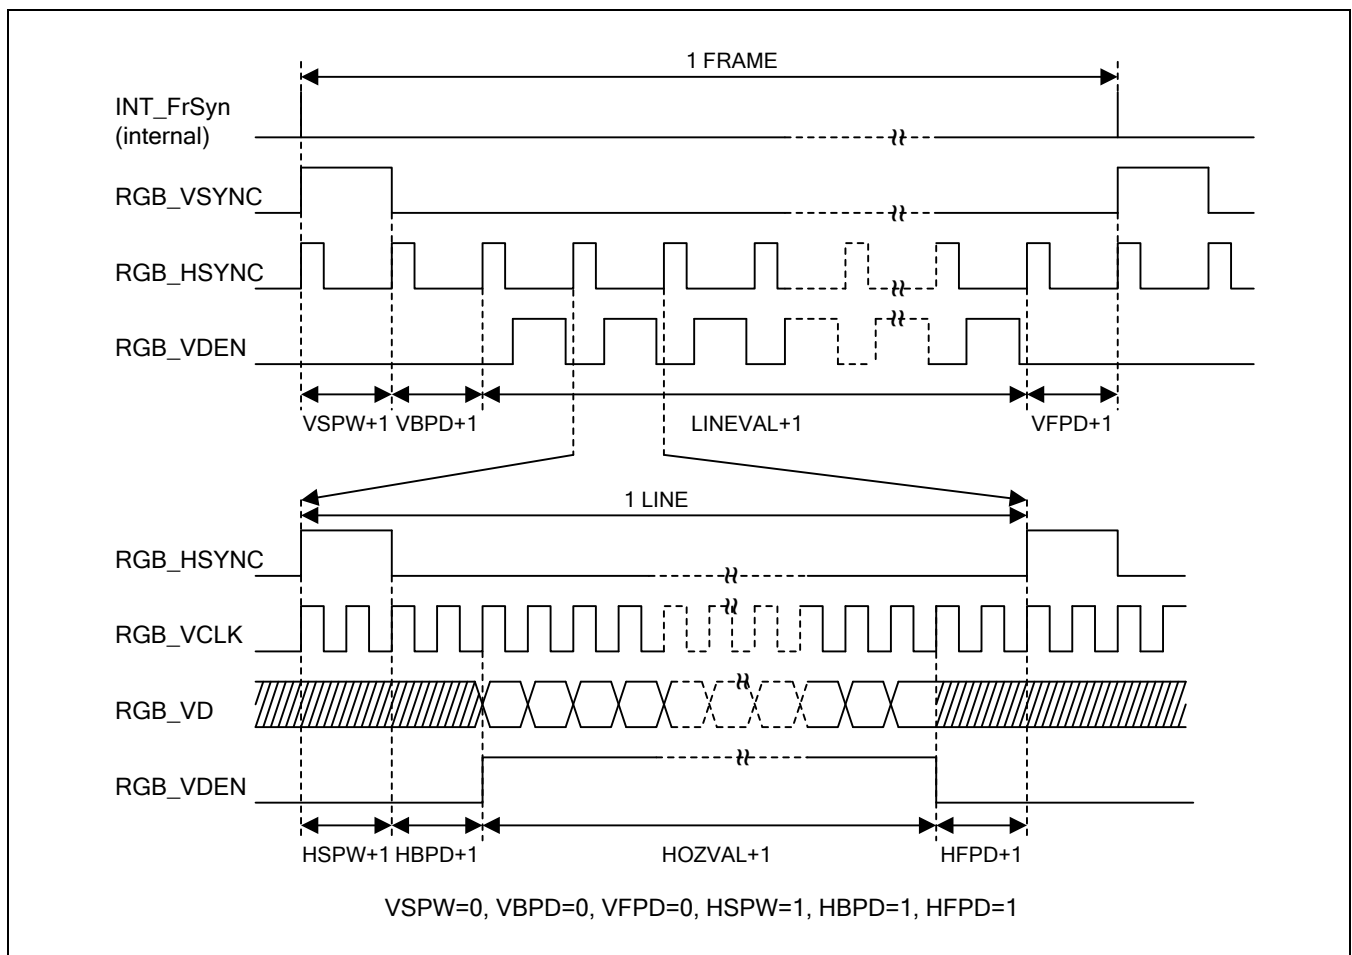 1 FRAME
INT_FrSyn
(internal)
RGB_VSYNC
RGB_HSYNC
RGB_VDEN
VSPW+1 VBPD+1 LINEVAL+1 VFPD+1
1 LINE
RGB_HSYNC
RGB_VCLK
RGB_VD
RGB_VDEN
HSPW+1 HBPD+1 HOZVAL+1 HFPD+1
VSPW=0, VBPD=0, VFPD=0, HSPW=1, HBPD=1, HFPD=1